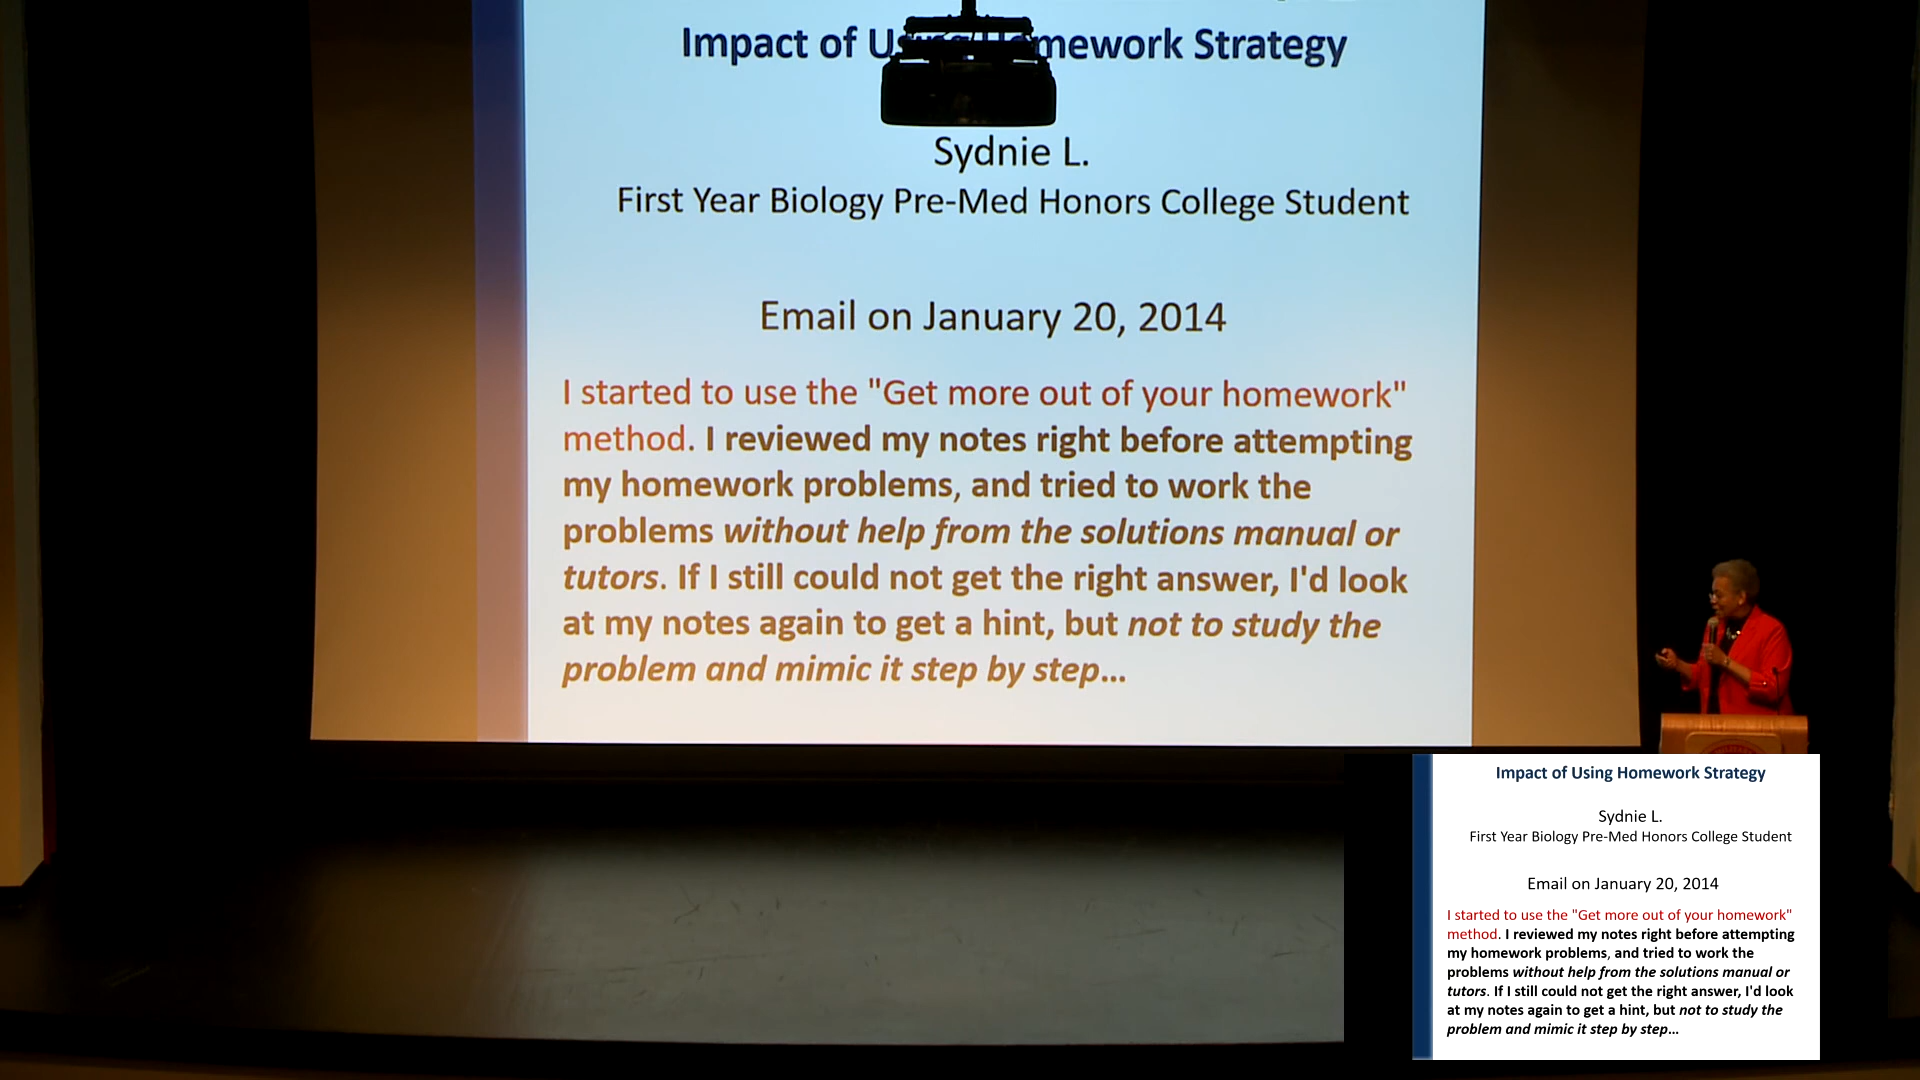 Impact of Using Homework Strategy
Sydnie L.
First Year Biology Pre-Med Honors College Student
Email on January 20, 2014
I started to use the "Get more out of your homework"
method. I reviewed my notes right before attempting
my homework problems, and tried to work the
problems without help from the solutions manual or
tutors. If I still could not get the right answer, I'd look
at my notes again to get a hint, but not to study the
problem and mimic it step by step...
Impact of Using Homework Strategy
Sydnie L.
First Year Biology Pre-Med Honors College Student
Email on January 20, 2014
I started to use the "Get more out of your homework"
method. I reviewed my notes right before attempting
my homework problems, and tried to work the
problems without help from the solutions manual or
tutors. If I still could not get the right answer, I'd look
at my notes again to get a hint, but not to study the
problem and mimic it step by step...